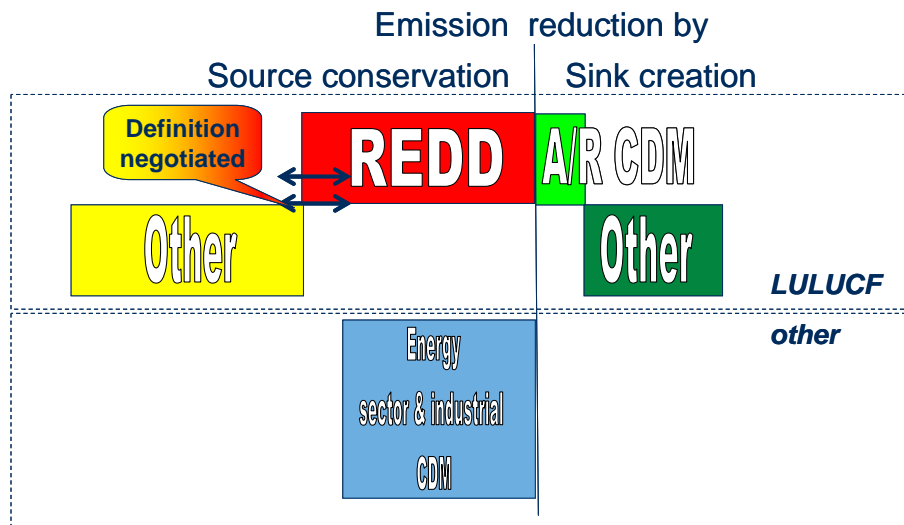 Emission reduction by
Source conservation
Sink creation
Definition
negotiated
REDD
A/R CDM
Other
Other
LULUCF
other
Energy
sector & industrial
CDM